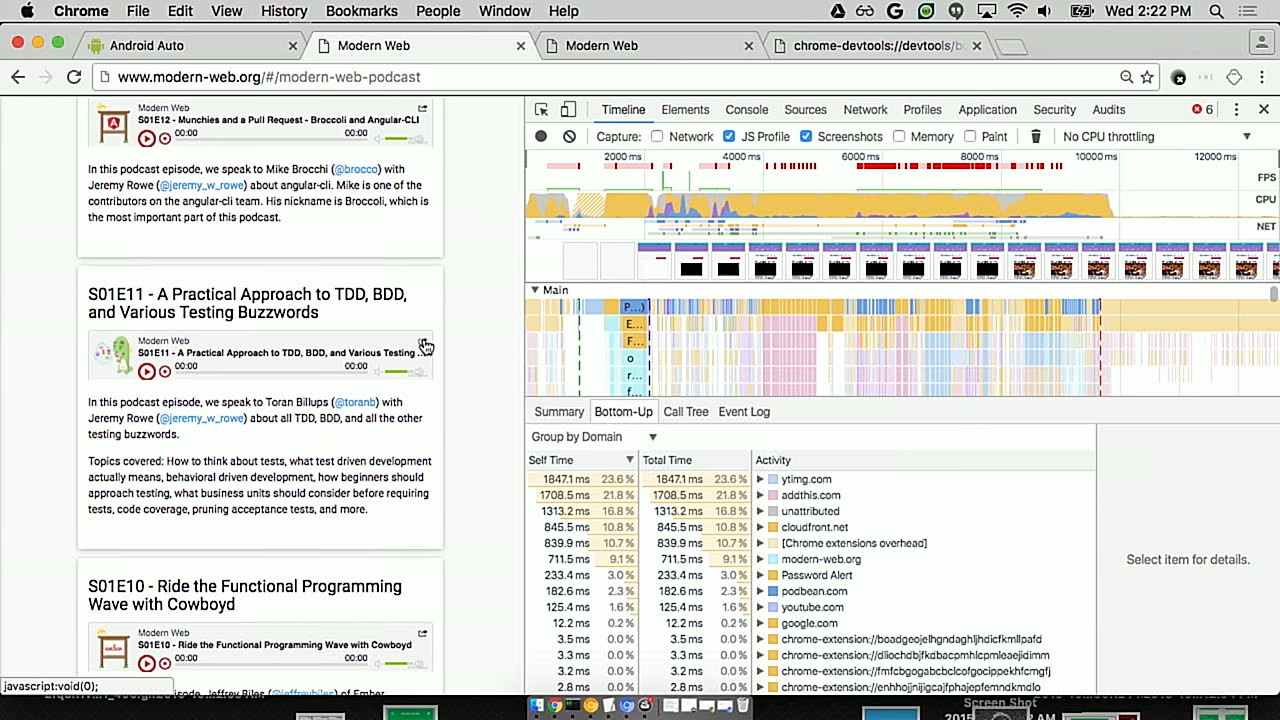 Chrome File Edit View History Bookmarks People Window Help Wed 2:22 PM
Android Auto Modern Web Modern Web chrome-devtools://devtools/bu
www.modern-web.org/#/modern-web-podcast
Modern Web
S01E12 - Munchies and a Pull Request - Broccoli and Angular-CLI
00:00 00:00
In this podcast episode, we speak to Mike Brocchi (@brocco) with
Jeremy Rowe (@jeremy_w_rowe) about angular-cli. Mike is one of the
contributors on the angular-cli team. His nickname is Broccoli, which is
the most important part of this podcast.
S01E11 - A Practical Approach to TDD, BDD,
and Various Testing Buzzwords
Modern Web
S01E11 - A Practical Approach to TDD, BDD, and Various Testing ...
00:00 00:00
In this podcast episode, we speak to Toran Billups (@toranb) with
Jeremy Rowe (@jeremy_w_rowe) about all TDD, BDD, and all the other
testing buzzwords.
Topics covered: How to think about tests, what test driven development
actually means, behavioral driven development, how beginners should
approach testing, what business units should consider before requiring
tests, code coverage, pruning acceptance tests, and more.
S01E10 - Ride the Functional Programming
Wave with Cowboyd
Modern Web
S01E10 - Ride the Functional Programming Wave with Cowboyd
00:00 00:00
javascript:void(0);
Timeline Elements Console Sources Network Profiles Application Security Audits 6
Capture: Network JS Profile Screenshots Memory Paint No CPU throttling
2000 ms 4000 ms 6000 ms 8000 ms 10000 ms 12000 ms
FPS
CPU
NET
Main
P...)
E...
F...
o
r...
f...
Summary Bottom-Up Call Tree Event Log
Group by Domain
Self Time Total Time Activity
1847.1 ms 23.6 % 1847.1 ms 23.6 % ytimg.com
1708.5 ms 21.8 % 1708.5 ms 21.8 % addthis.com
1313.2 ms 16.8 % 1313.2 ms 16.8 % unattributed
845.5 ms 10.8 % 845.5 ms 10.8 % cloudfront.net
839.9 ms 10.7 % 839.9 ms 10.7 % [Chrome extensions overhead]
711.5 ms 9.1 % 711.5 ms 9.1 % modern-web.org
233.4 ms 3.0 % 233.4 ms 3.0 % Password Alert
182.6 ms 2.3 % 182.6 ms 2.3 % podbean.com
125.4 ms 1.6 % 125.4 ms 1.6 % youtube.com
12.2 ms 0.2 % 12.2 ms 0.2 % google.com
3.5 ms 0.0 % 3.5 ms 0.0 % chrome-extension://boadgeojelhgndaghljhdicfkmllpafd
3.3 ms 0.0 % 3.3 ms 0.0 % chrome-extension://dliochdbjfkdbacpmhlcpmleaejidimm
3.2 ms 0.0 % 3.2 ms 0.0 % chrome-extension://fmfcbgogabcbclcofgocippekhfcmgfj
2.8 ms 0.0 % 2.8 ms 0.0 % chrome-extension://enhhojjnijigcajfphajepfemndkmdlo
Select item for details.
Screen Shot